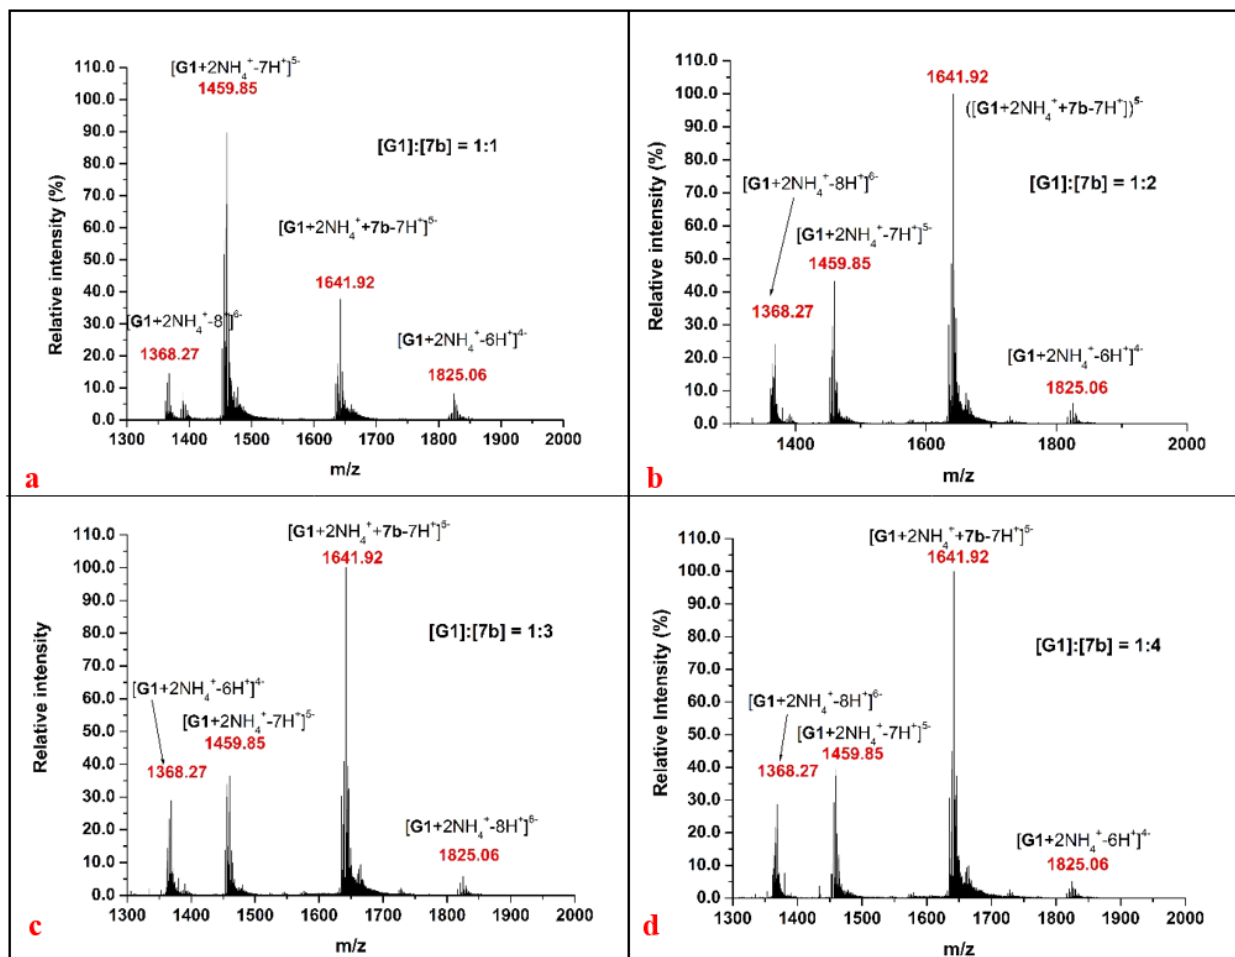 [G1+2NH4+-7H+]5-
1459.85
110.0
100.0
90.0
80.0
70.0
60.0
50.0
40.0
30.0
20.0
10.0
0.0
Relative intensity (%)
[G1]:[7b] = 1:1
[G1+2NH4++7b-7H+]5-
1641.92
[G1+2NH4+-8H+]6-
1368.27
[G1+2NH4+-6H+]4-
1825.06
1300 1400 1500 1600 1700 1800 1900 2000
m/z
a
1641.92
([G1+2NH4++7b-7H+])5-
110.0
100.0
90.0
80.0
70.0
60.0
50.0
40.0
30.0
20.0
10.0
0.0
Relative intensity (%)
[G1]:[7b] = 1:2
[G1+2NH4+-8H+]6-
[G1+2NH4+-7H+]5-
1459.85
1368.27
[G1+2NH4+-6H+]4-
1825.06
1400 1600 1800 2000
m/z
b
[G1+2NH4++7b-7H+]5-
1641.92
110.0
100.0
90.0
80.0
70.0
60.0
50.0
40.0
30.0
20.0
10.0
0.0
Relative intensity
[G1]:[7b] = 1:3
[G1+2NH4+-6H+]4-
[G1+2NH4+-7H+]5-
1459.85
1368.27
[G1+2NH4+-8H+]6-
1825.06
1300 1400 1500 1600 1700 1800 1900 2000
m/z
c
[G1+2NH4++7b-7H+]5-
1641.92
110.0
100.0
90.0
80.0
70.0
60.0
50.0
40.0
30.0
20.0
10.0
0.0
Relative Intensity (%)
[G1]:[7b] = 1:4
[G1+2NH4+-8H+]6-
[G1+2NH4+-7H+]5-
1459.85
1368.27
[G1+2NH4+-6H+]4-
1825.06
1300 1400 1500 1600 1700 1800 1900 2000
m/z
d